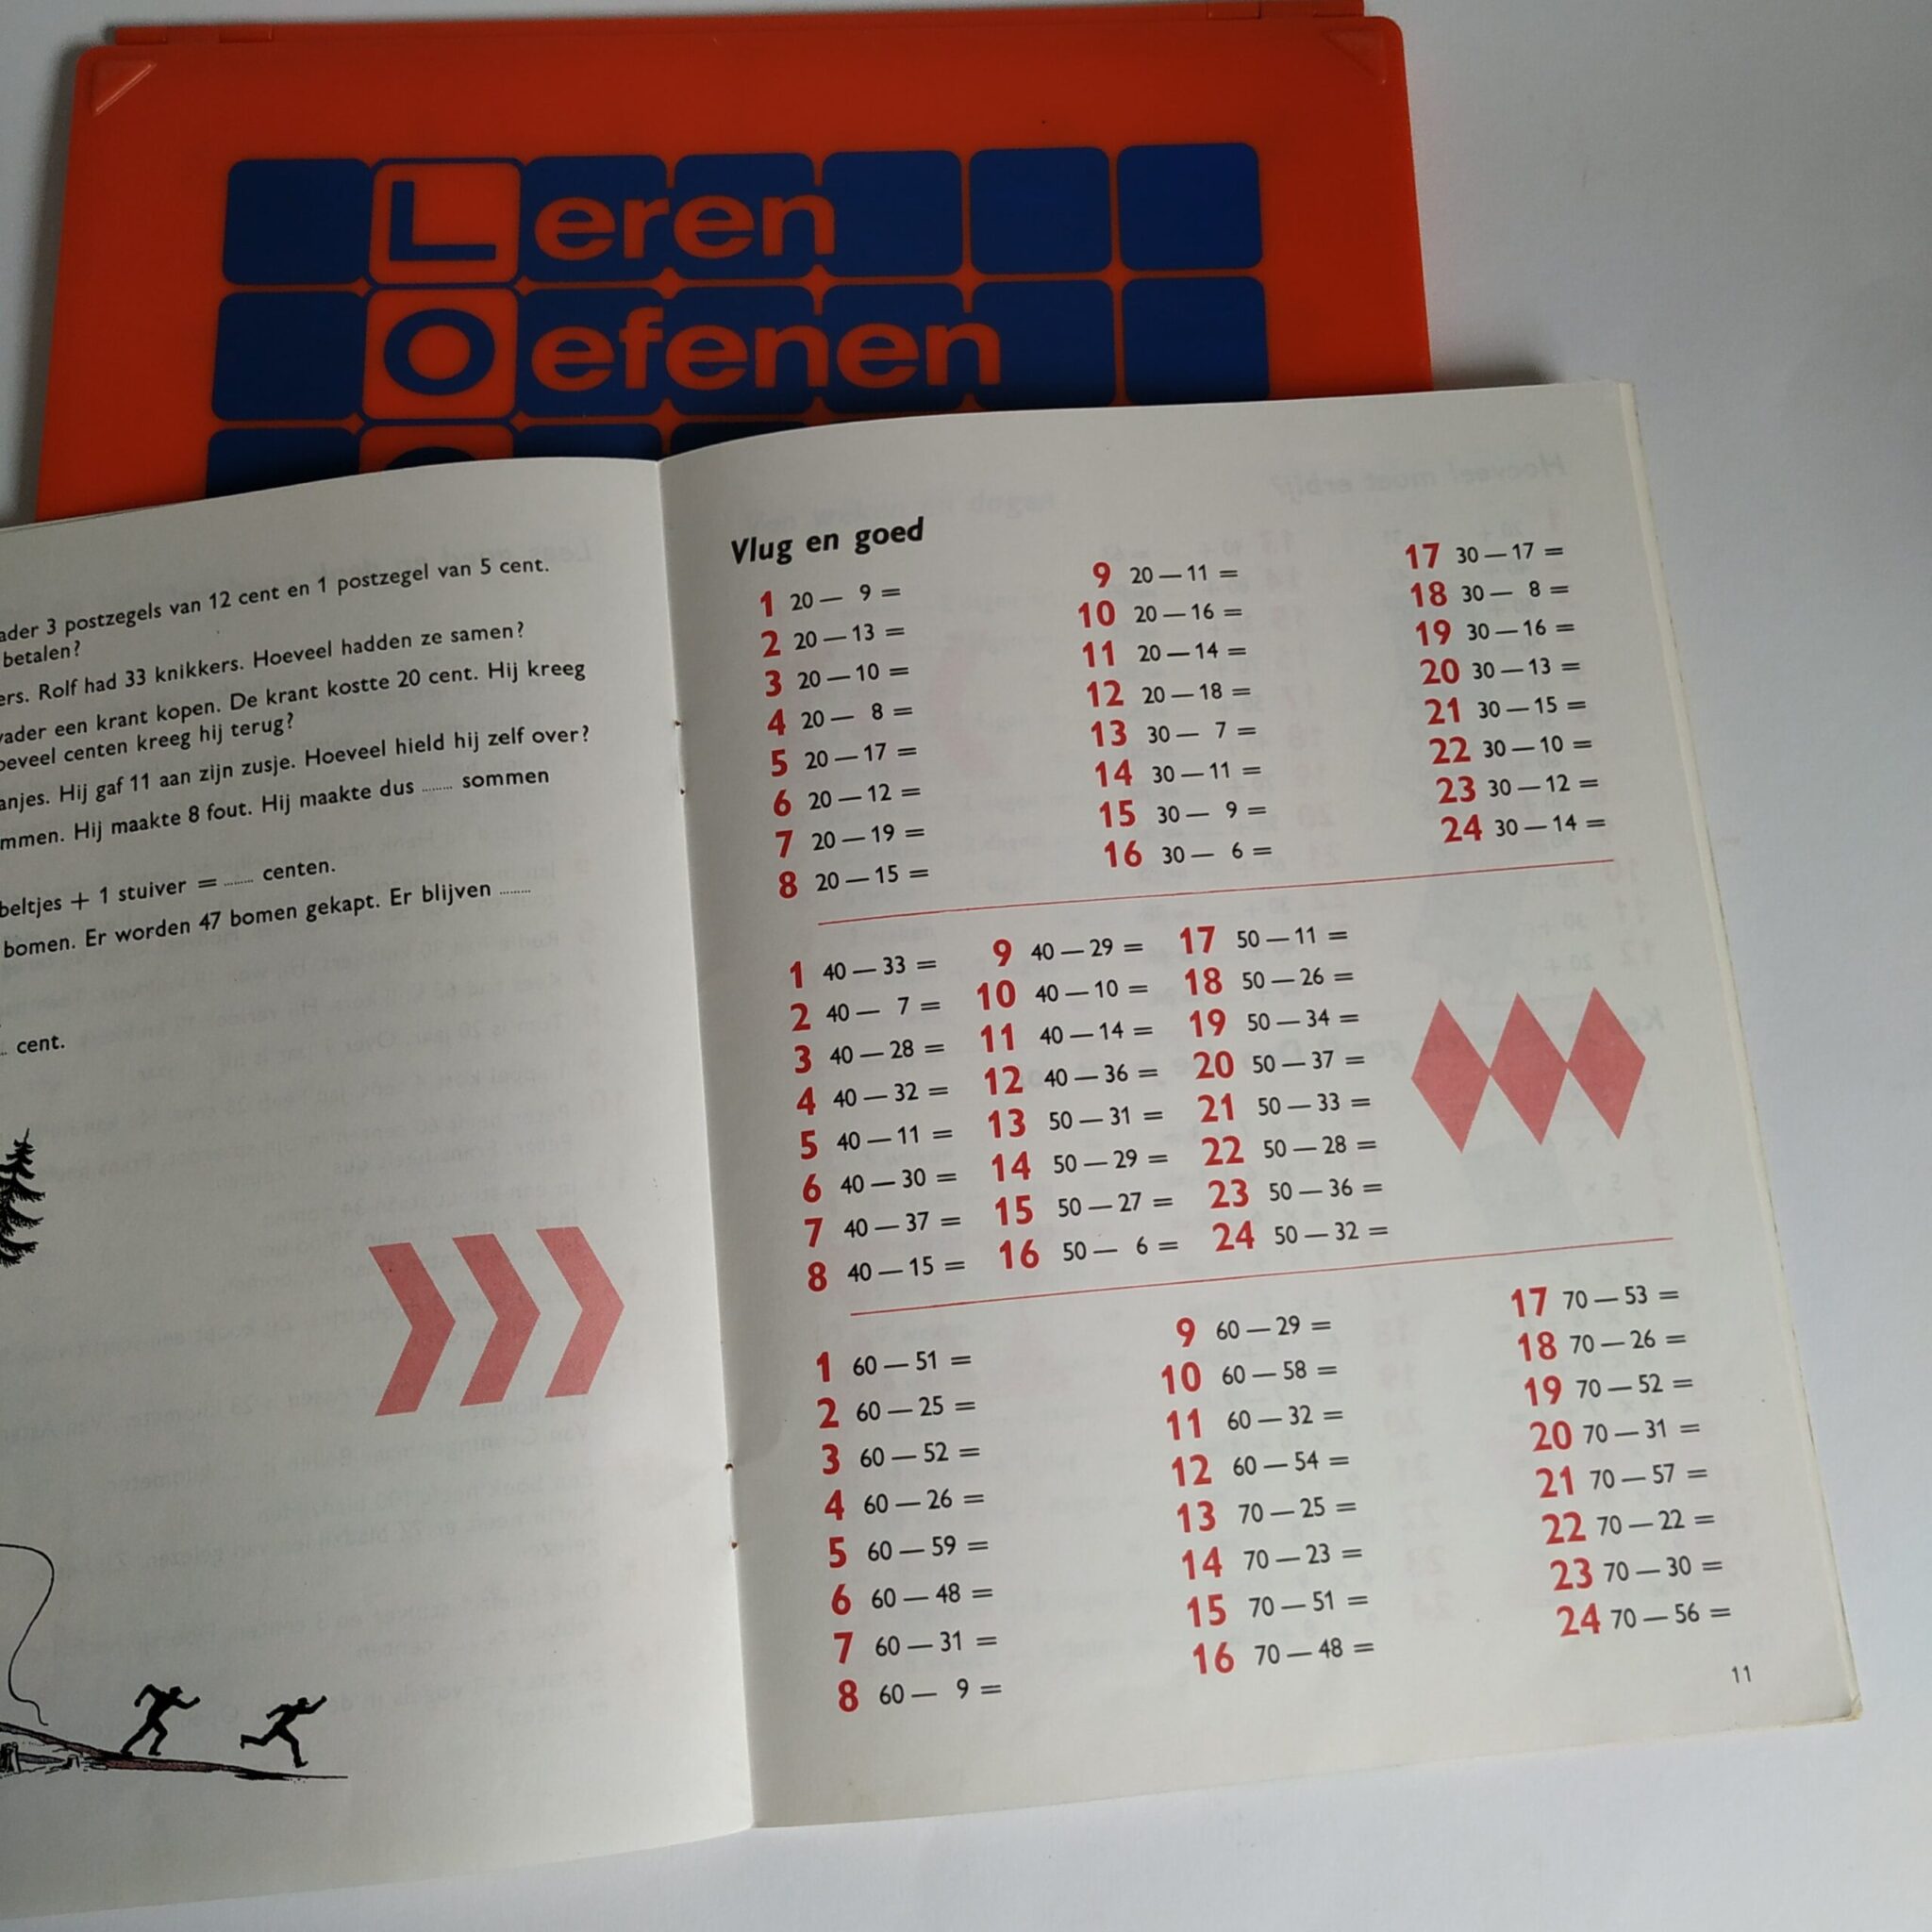 Leren
Oefenen
ader 3 postzegels van 12 cent en 1 postzegel van 5 cent.
betalen?
ers. Rolf had 33 knikkers. Hoeveel hadden ze samen?
vader een krant kopen. De krant kostte 20 cent. Hij kreeg
oeveel centen kreeg hij terug?
anjes. Hij gaf 11 aan zijn zusje. Hoeveel hield hij zelf over?
mmen. Hij maakte 8 fout. Hij maakte dus ........ sommen
beltjes + 1 stuiver = ........ centen.
bomen. Er worden 47 bomen gekapt. Er blijven ........
.. cent.
Vlug en goed
1 20 — 9 =
2 20 — 13 =
3 20 — 10 =
4 20 — 8 =
5 20 — 17 =
6 20 — 12 =
7 20 — 19 =
8 20 — 15 =
9 20 — 11 =
10 20 — 16 =
11 20 — 14 =
12 20 — 18 =
13 30 — 7 =
14 30 — 11 =
15 30 — 9 =
16 30 — 6 =
17 30 — 17 =
18 30 — 8 =
19 30 — 16 =
20 30 — 13 =
21 30 — 15 =
22 30 — 10 =
23 30 — 12 =
24 30 — 14 =
1 40 — 33 =
2 40 — 7 =
3 40 — 28 =
4 40 — 32 =
5 40 — 11 =
6 40 — 30 =
7 40 — 37 =
8 40 — 15 =
9 40 — 29 =
10 40 — 10 =
11 40 — 14 =
12 40 — 36 =
13 50 — 31 =
14 50 — 29 =
15 50 — 27 =
16 50 — 6 =
17 50 — 11 =
18 50 — 26 =
19 50 — 34 =
20 50 — 37 =
21 50 — 33 =
22 50 — 28 =
23 50 — 36 =
24 50 — 32 =
1 60 — 51 =
2 60 — 25 =
3 60 — 52 =
4 60 — 26 =
5 60 — 59 =
6 60 — 48 =
7 60 — 31 =
8 60 — 9 =
9 60 — 29 =
10 60 — 58 =
11 60 — 32 =
12 60 — 54 =
13 70 — 25 =
14 70 — 23 =
15 70 — 51 =
16 70 — 48 =
17 70 — 53 =
18 70 — 26 =
19 70 — 52 =
20 70 — 31 =
21 70 — 57 =
22 70 — 22 =
23 70 — 30 =
24 70 — 56 =
11